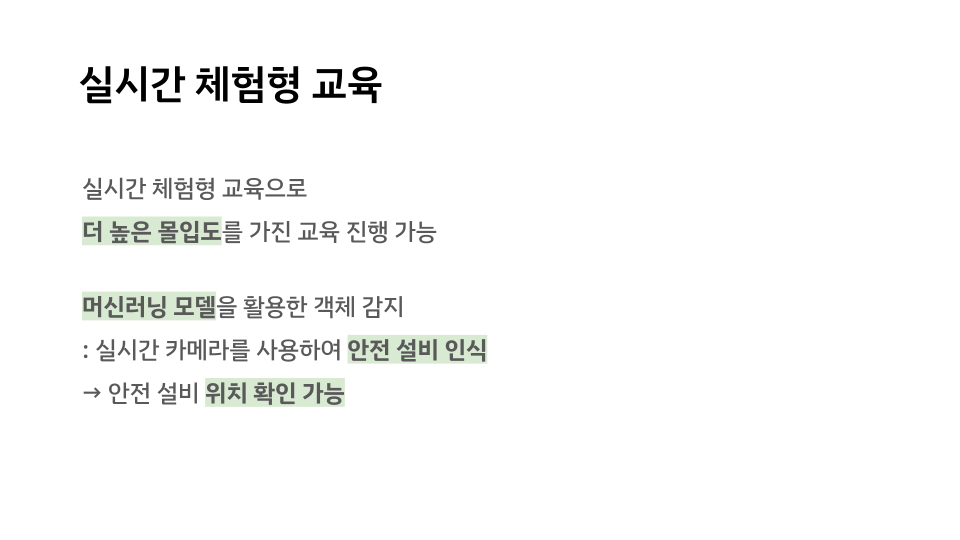 실시간 체험형 교육
실시간 체험형 교육으로
더 높은 몰입도를 가진 교육 진행 가능
머신러닝 모델을 활용한 객체 감지
: 실시간 카메라를 사용하여 안전 설비 인식
→ 안전 설비 위치 확인 가능